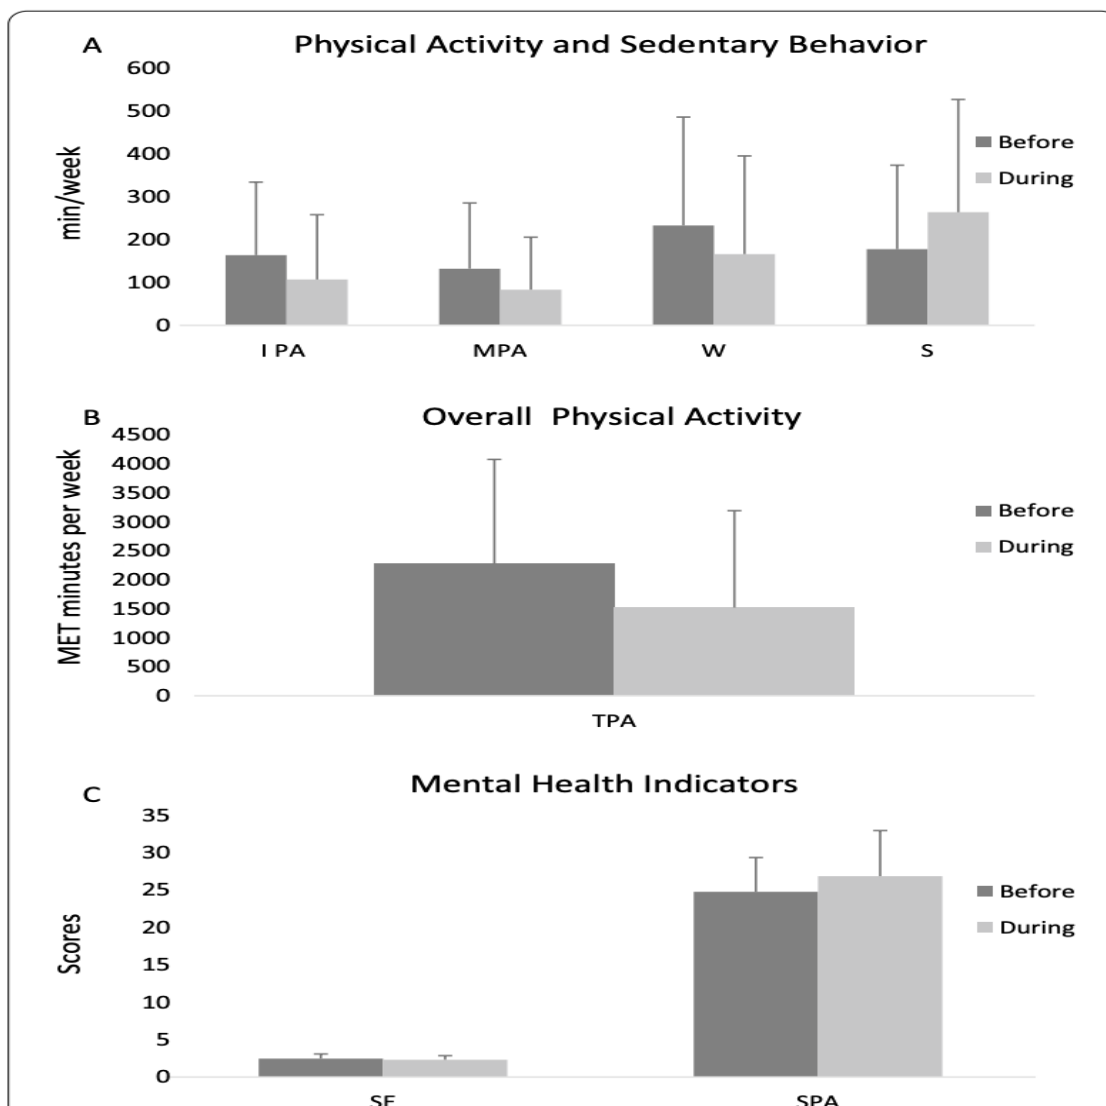 A
Physical Activity and Sedentary Behavior
600
500
400
300
200
100
0
min/week
Before
During
I PA
MPA
W
S
B
Overall Physical Activity
4500
4000
3500
3000
2500
2000
1500
1000
500
0
MET minutes per week
Before
During
TPA
C
Mental Health Indicators
35
30
25
20
15
10
5
0
Scores
Before
During
SPA